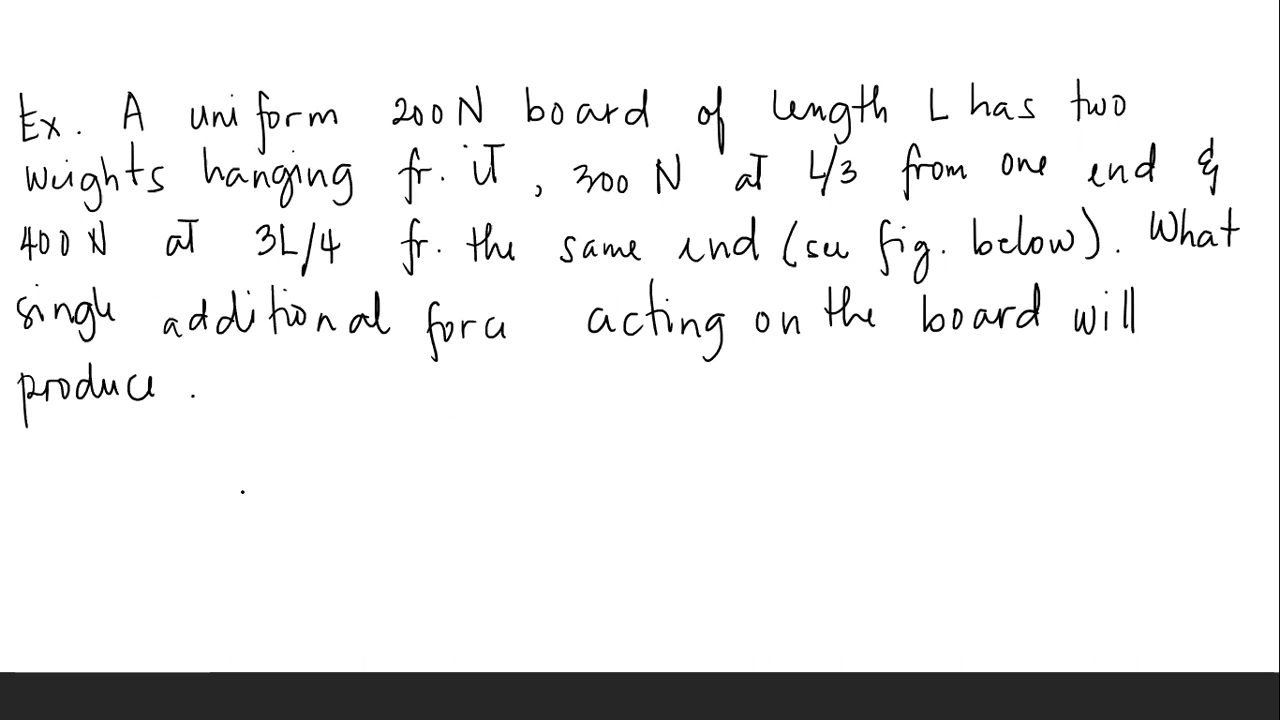 Ex. A uniform 200 N board of length L has two
weights hanging fr. it, 300 N at L/3 from one end &
400 N at 3L/4 fr. the same end (see fig. below). What
single additional force acting on the board will
produce.